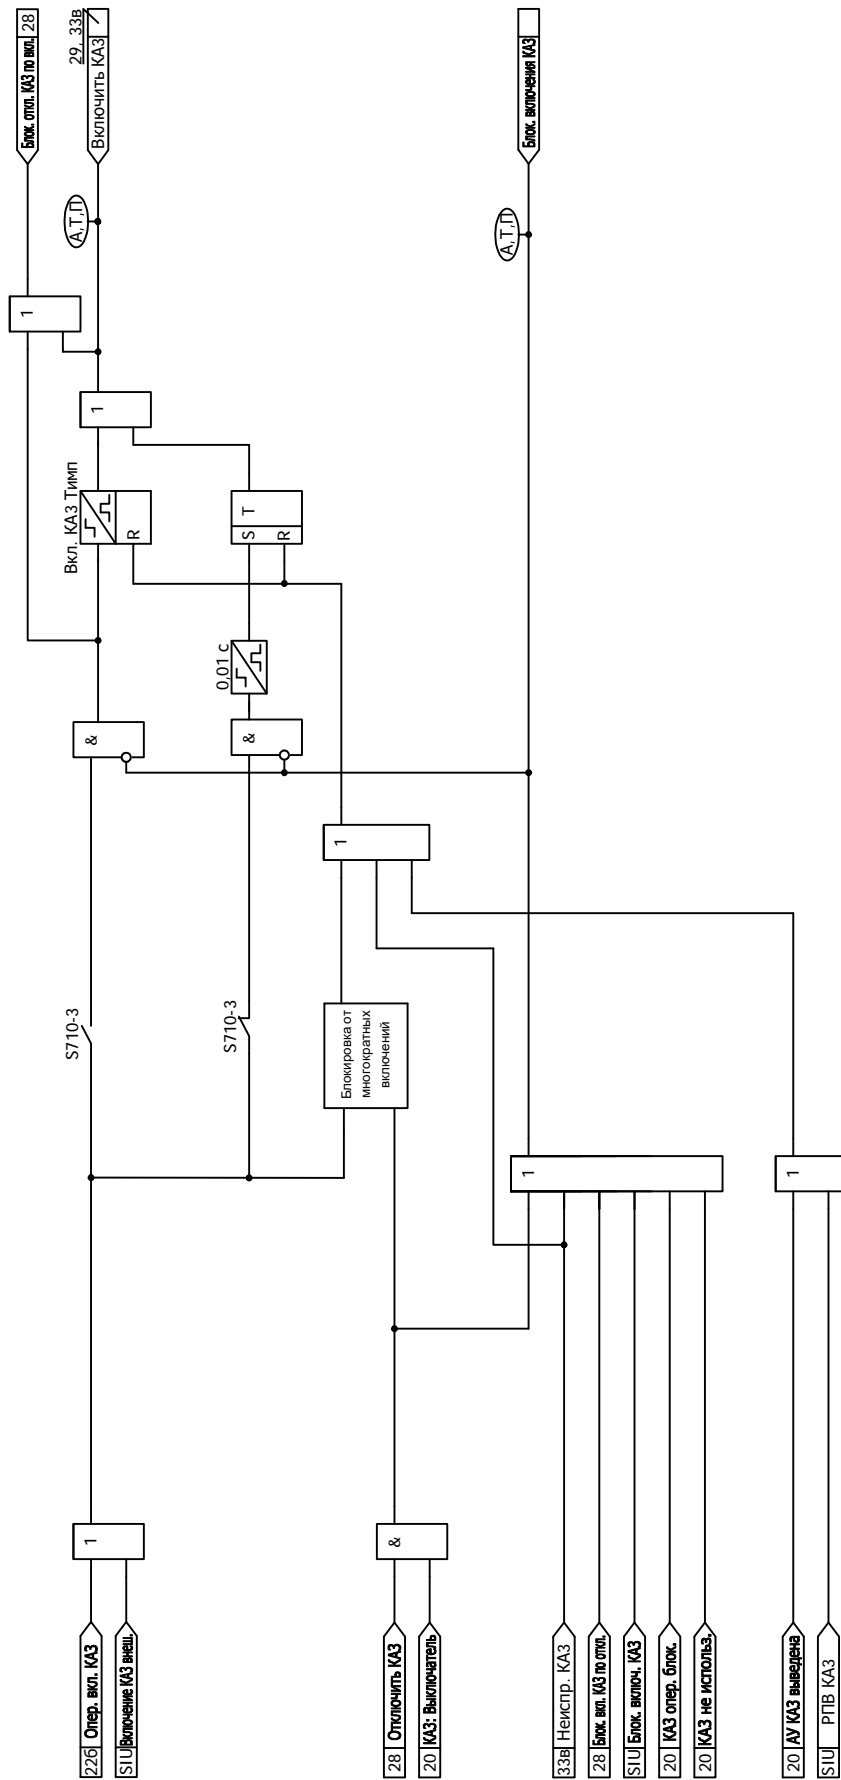 22б Опер. вкл. КАЗ
SIU Включение КАЗ внеш.
1
S710-3
S710-3
&
&
0,01 с
Вкл. КАЗ Тимп
R
S T
R
1
1
А,Т,П
Блок. откл. КАЗ по вкл. 28
Включить КАЗ
29, 33в
28 Отключить КАЗ
20 КАЗ: Выключатель
&
Блокировка от
многократных
включений
1
33в Неиспр. КАЗ
28 Блок. вкл. КАЗ по откл.
SIU Блок. включ. КАЗ
20 КАЗ опер. блок.
20 КАЗ не использ.
1
А,Т,П
Блок. включения КАЗ
20 АУ КАЗ выведена
SIU РПВ КАЗ
1